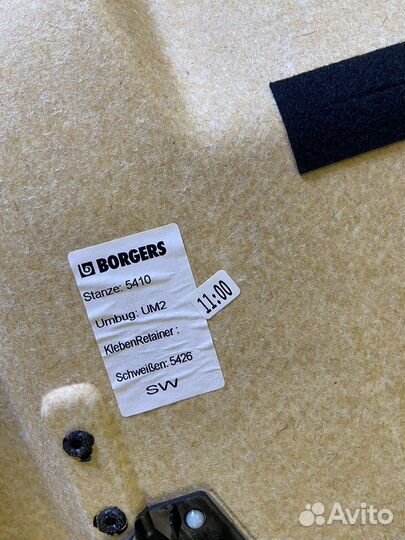 BORGERS
Stanze: 5410
Umbug: UM2
KlebenRetainer :
Schweißen: 5426
SW
11:00
Avito